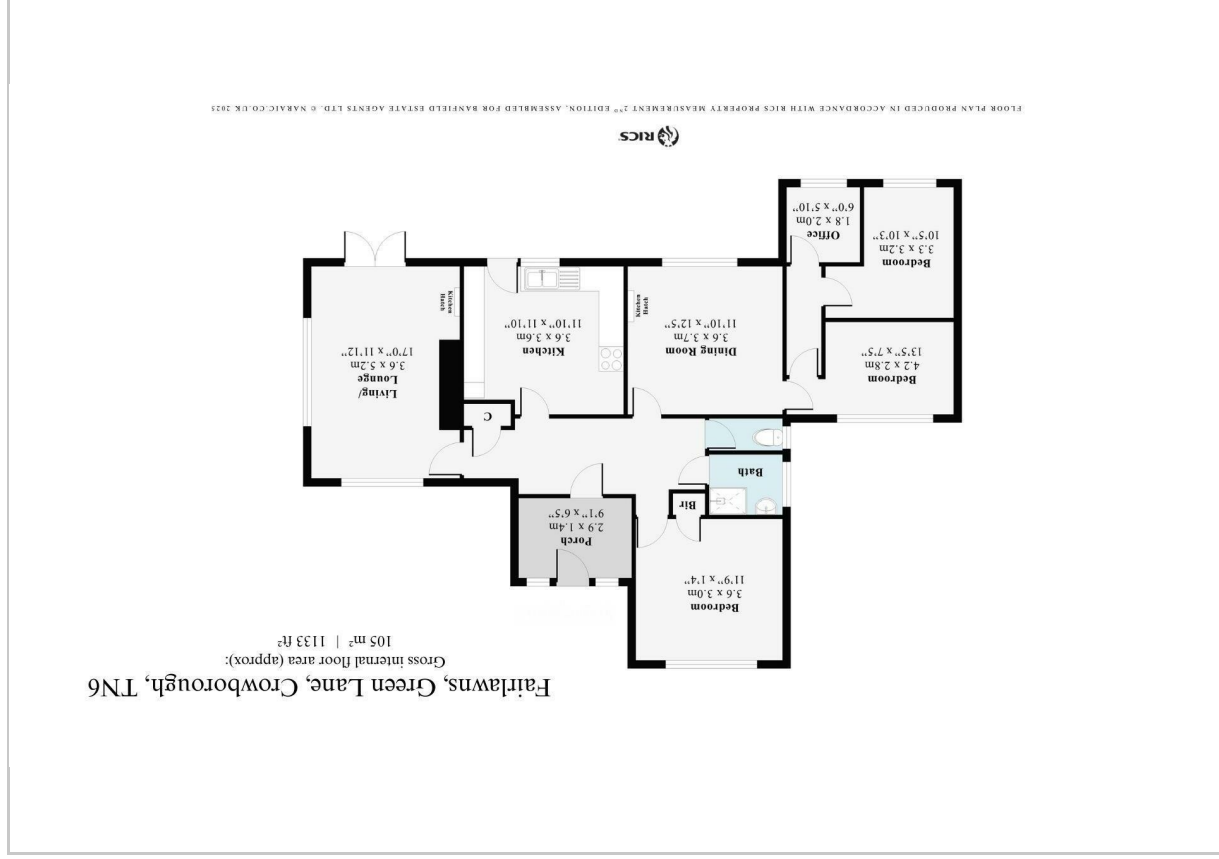 Fairlawns, Green Lane, Crowborough, TN6
Gross internal floor area (approx):
105 m² | 1133 ft²
Bedroom
3.6 x 3.0m
11'9" x 1'4"
Porch
2.9 x 1.4m
9'1" x 6'5"
Bir
Bath
C
Living/
Lounge
3.6 x 5.2m
17'0" x 11'12"
Kitchen
Hatch
Kitchen
3.6 x 3.6m
11'10" x 11'10"
Dining Room
3.6 x 3.7m
11'10" x 12'5"
Kitchen
Hatch
Bedroom
4.2 x 2.8m
13'5" x 7'5"
Bedroom
3.3 x 3.2m
10'5" x 10'3"
Office
1.8 x 2.0m
6'0" x 5'10"
RICS
FLOOR PLAN PRODUCED IN ACCORDANCE WITH RICS PROPERTY MEASUREMENT 2ND EDITION. ASSEMBLED FOR BANFIELD ESTATE AGENTS LTD. © NARAIC.CO.UK 2025